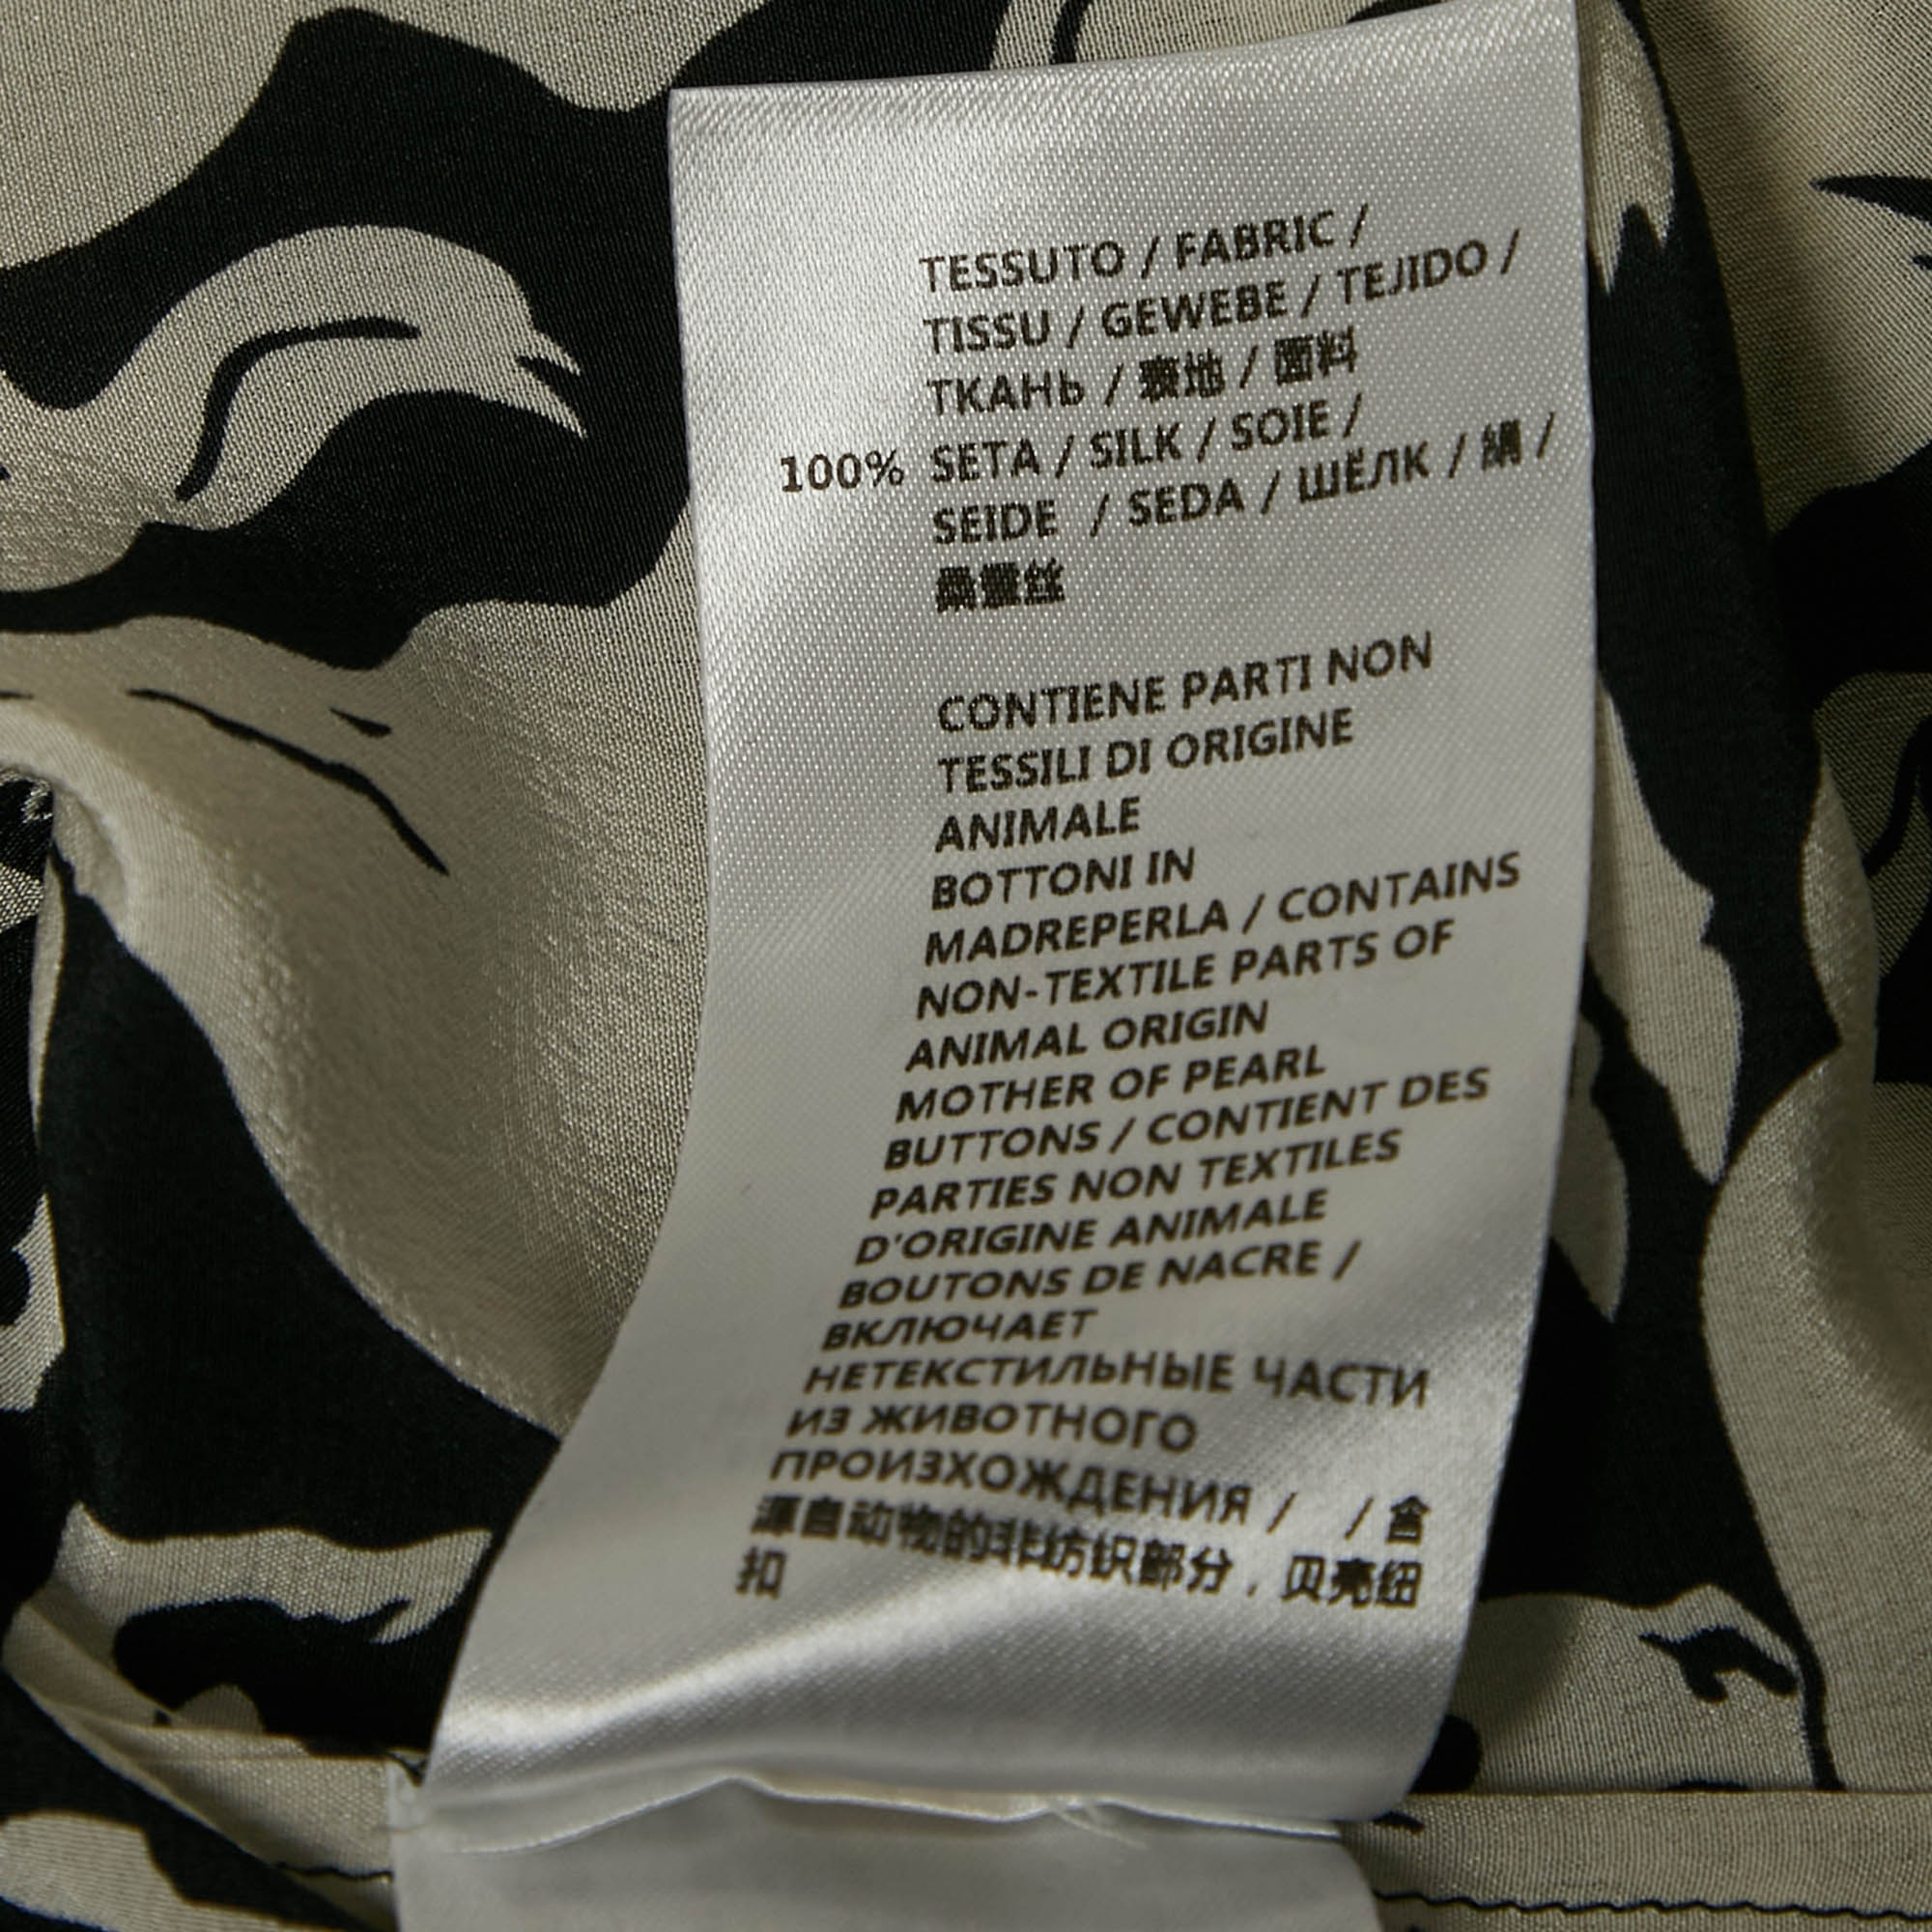 TESSUTO / FABRIC /
TISSU / GEWEBE / TEJIDO /
ТКАНЬ / 表地 / 面料
100% SETA / SILK / SOIE /
SEIDE / SEDA / ШЁЛК / 絹 /
桑蚕丝
CONTIENE PARTI NON
TESSILI DI ORIGINE
ANIMALE
BOTTONI IN
MADREPERLA / CONTAINS
NON-TEXTILE PARTS OF
ANIMAL ORIGIN
MOTHER OF PEARL
BUTTONS / CONTIENT DES
PARTIES NON TEXTILES
D'ORIGINE ANIMALE
BOUTONS DE NACRE /
ВКЛЮЧАЕТ
НЕТЕКСТИЛЬНЫЕ ЧАСТИ
ИЗ ЖИВОТНОГО
ПРОИЗХОЖДЕНИЯ / / 含
源自动物的非纺织部分，贝壳纽
扣